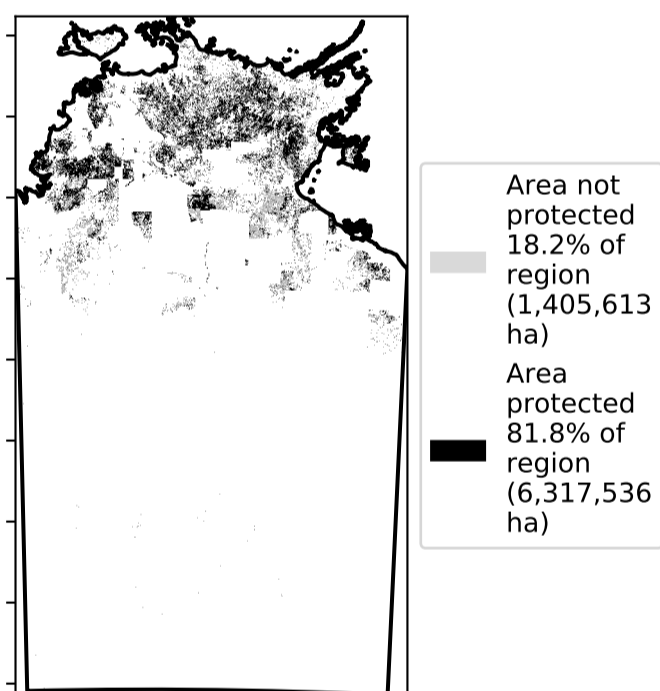 Area not
protected
18.2% of
region
(1,405,613
ha)
Area
protected
81.8% of
region
(6,317,536
ha)